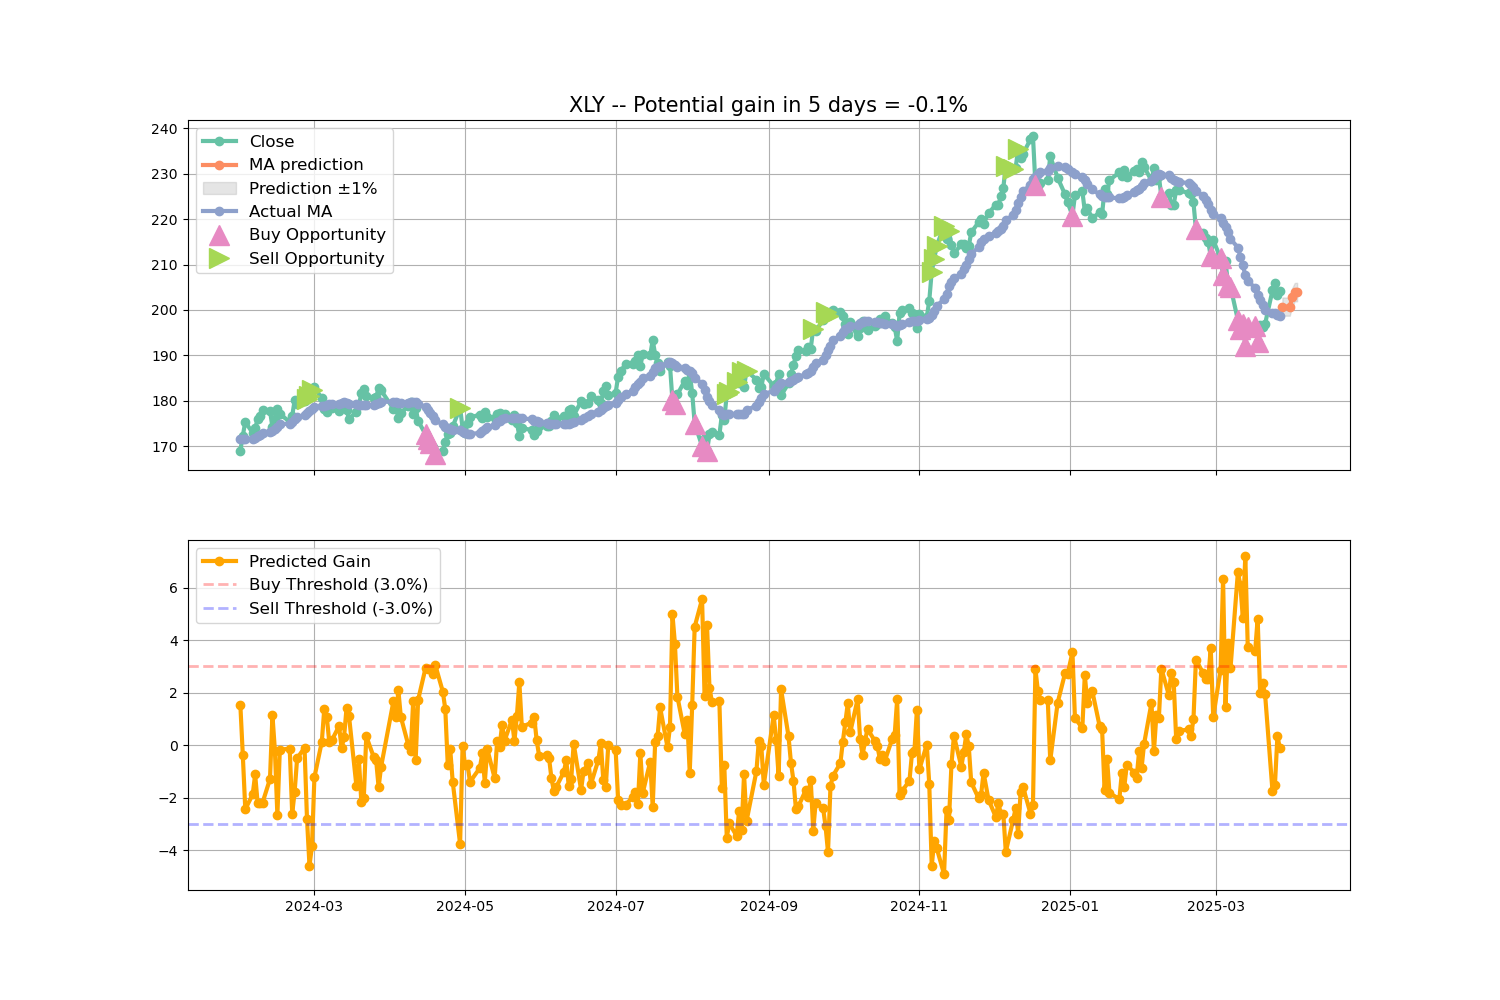 XLY -- Potential gain in 5 days = -0.1%
240
230
220
210
200
190
180
170
Close
MA prediction
Prediction ±1%
Actual MA
Buy Opportunity
Sell Opportunity
6
4
2
0
−2
−4
Predicted Gain
Buy Threshold (3.0%)
Sell Threshold (-3.0%)
2024-03
2024-05
2024-07
2024-09
2024-11
2025-01
2025-03